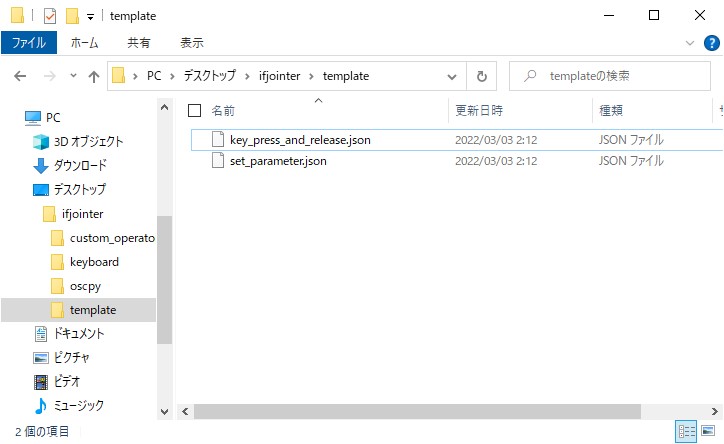 template
ファイル ホーム 共有 表示
PC デスクトップ ifjointer template templateの検索
名前 更新日時 種類
key_press_and_release.json 2022/03/03 2:12 JSON ファイル
set_parameter.json 2022/03/03 2:12 JSON ファイル
PC
3D オブジェクト
ダウンロード
デスクトップ
ifjointer
custom_operato
keyboard
oscpy
template
ドキュメント
ピクチャ
ビデオ
ミュージック
2 個の項目